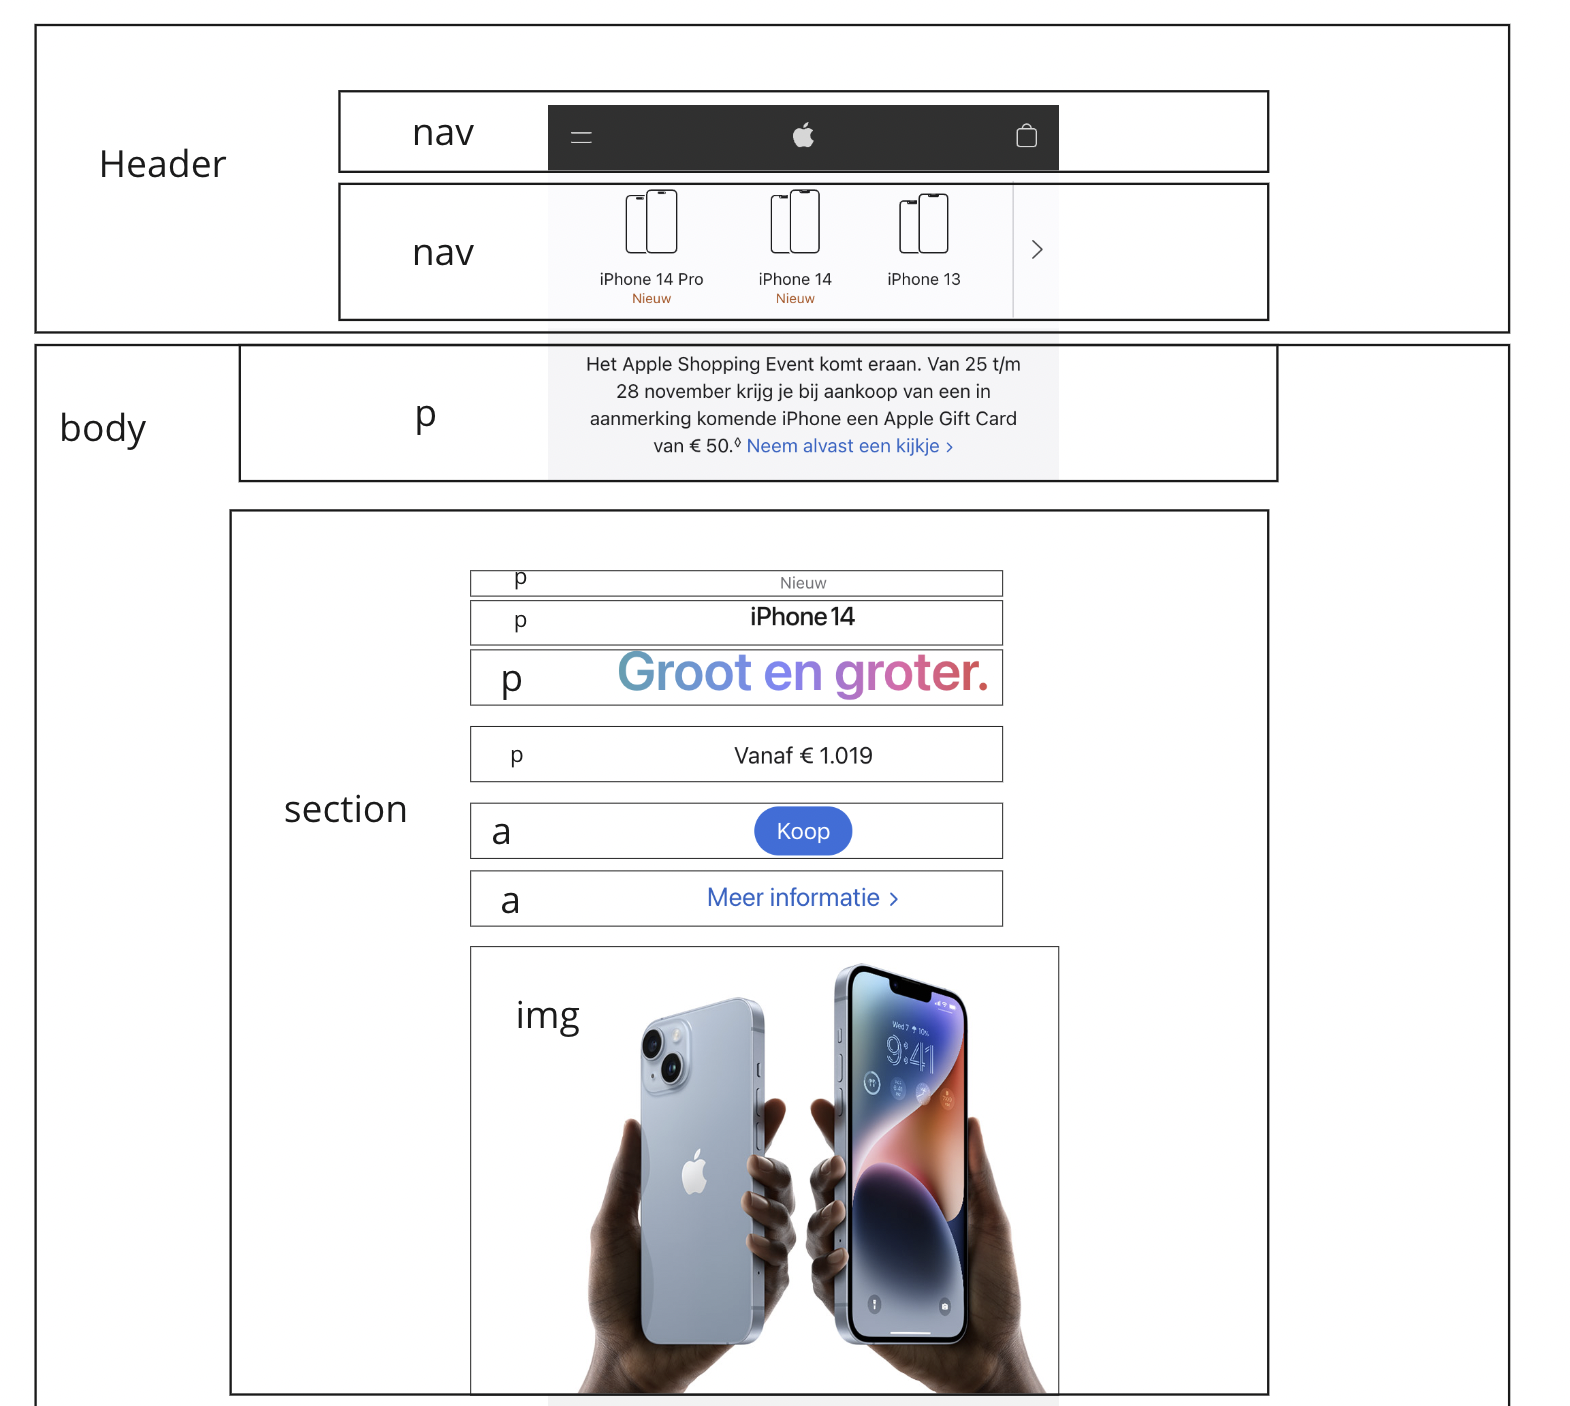 Header
nav
nav
iPhone 14 Pro
Nieuw
iPhone 14
Nieuw
iPhone 13
body
p
Het Apple Shopping Event komt eraan. Van 25 t/m
28 november krijg je bij aankoop van een in
aanmerking komende iPhone een Apple Gift Card
van € 50.◊ Neem alvast een kijkje >
section
p
Nieuw
p
iPhone 14
p
Groot en groter.
p
Vanaf € 1.019
a
Koop
a
Meer informatie >
img
Wed 7 10%
9:41